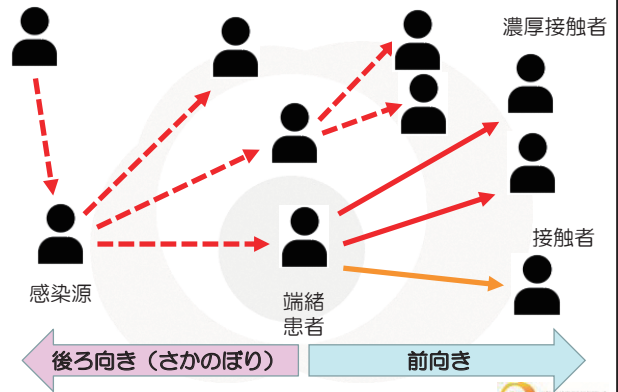 濃厚接触者
接触者
感染源
端緒
患者
後ろ向き（さかのぼり）
前向き